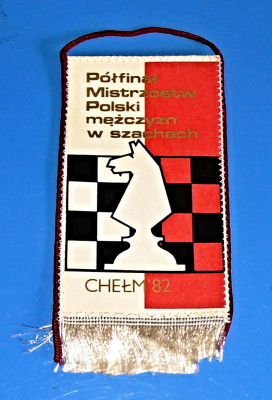 Półfinał
Mistrzostw
Polski
mężczyzn
w szachach
CHEŁM '82